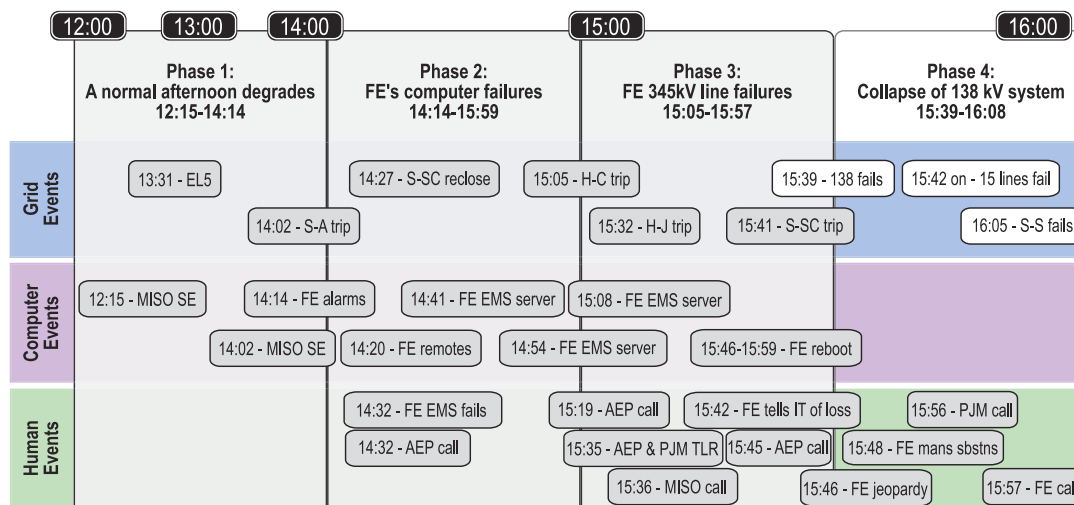 12:00
13:00
14:00
15:00
16:00
Phase 1:
A normal afternoon degrades
12:15-14:14
Phase 2:
FE's computer failures
14:14-15:59
Phase 3:
FE 345kV line failures
15:05-15:57
Phase 4:
Collapse of 138 kV system
15:39-16:08
Grid
Events
13:31 - EL5
14:27 - S-SC reclose
15:05 - H-C trip
15:39 - 138 fails
15:42 on - 15 lines fail
14:02 - S-A trip
15:32 - H-J trip
15:41 - S-SC trip
16:05 - S-S fails
Computer
Events
12:15 - MISO SE
14:14 - FE alarms
14:41 - FE EMS server
15:08 - FE EMS server
14:02 - MISO SE
14:20 - FE remotes
14:54 - FE EMS server
15:46-15:59 - FE reboot
Human
Events
14:32 - FE EMS fails
15:19 - AEP call
15:42 - FE tells IT of loss
15:56 - PJM call
14:32 - AEP call
15:35 - AEP & PJM TLR
15:45 - AEP call
15:48 - FE mans sbstns
15:36 - MISO call
15:46 - FE jeopardy
15:57 - FE cal